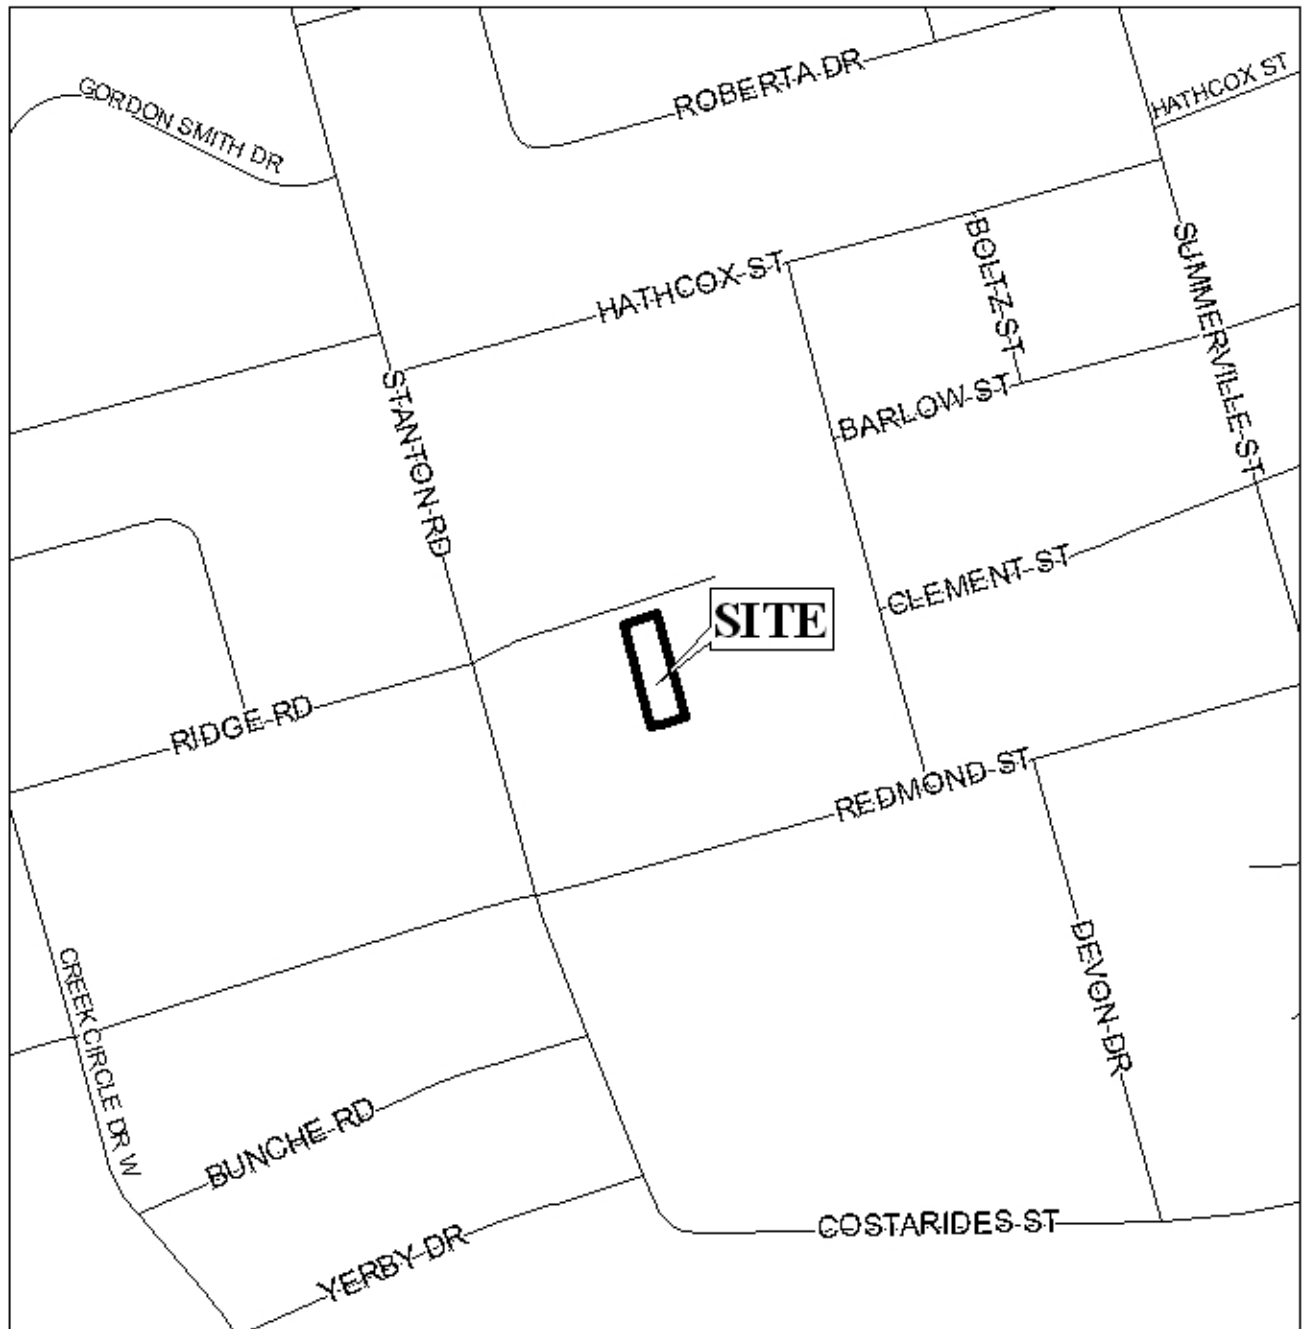 GORDON SMITH DR
ROBERTA DR
HATHCOX ST
HATHCOX ST
BOLTZ ST
SUMMERVILLE ST
STANTON RD
BARLOW ST
CLEMENT ST
SITE
RIDGE RD
REDMOND ST
CREEK CIRCLE DR W
DEVON DR
BUNCHE RD
YERBY DR
COSTARIDES ST